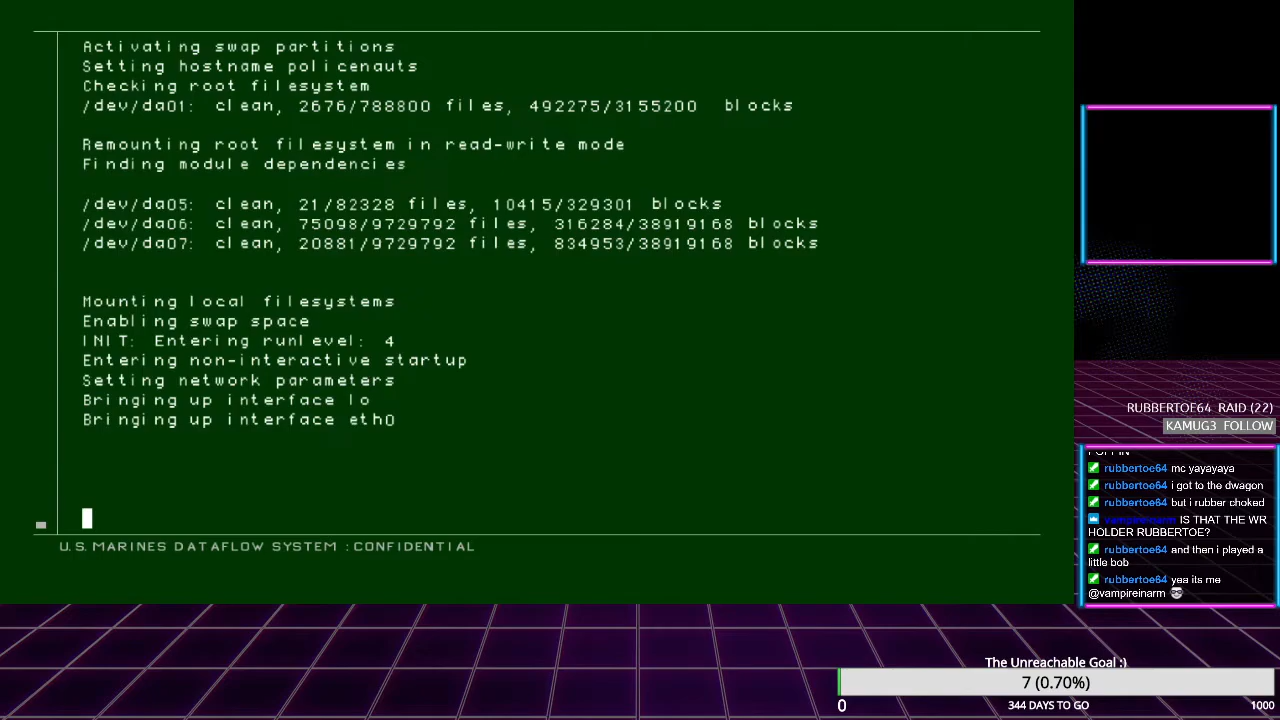 Activating swap partitions
Setting hostname policenauts
Checking root filesystem
/dev/da01: clean, 2676/788800 files, 492275/3155200 blocks
Remounting root filesystem in read-write mode
Finding module dependencies
/dev/da05: clean, 21/82328 files, 10415/329301 blocks
/dev/da06: clean, 75098/9729792 files, 316284/38919168 blocks
/dev/da07: clean, 20881/9729792 files, 834953/38919168 blocks
Mounting local filesystems
Enabling swap space
INIT: Entering runlevel: 4
Entering non-interactive startup
Setting network parameters
Bringing up interface lo
Bringing up interface eth0
U.S. MARINES DATAFLOW SYSTEM :CONFIDENTIAL
RUBBERTOE64 RAID (22)
KAMUG3 FOLLOW
rubbertoe64 mc yayayaya
rubbertoe64 i got to the dwagon
rubbertoe64 but i rubber choked
vampireinarm IS THAT THE WR
HOLDER RUBBERTOE?
rubbertoe64 and then i played a
little bob
rubbertoe64 yea its me
@vampireinarm
The Unreachable Goal :)
7 (0.70%)
0
344 DAYS TO GO
1000